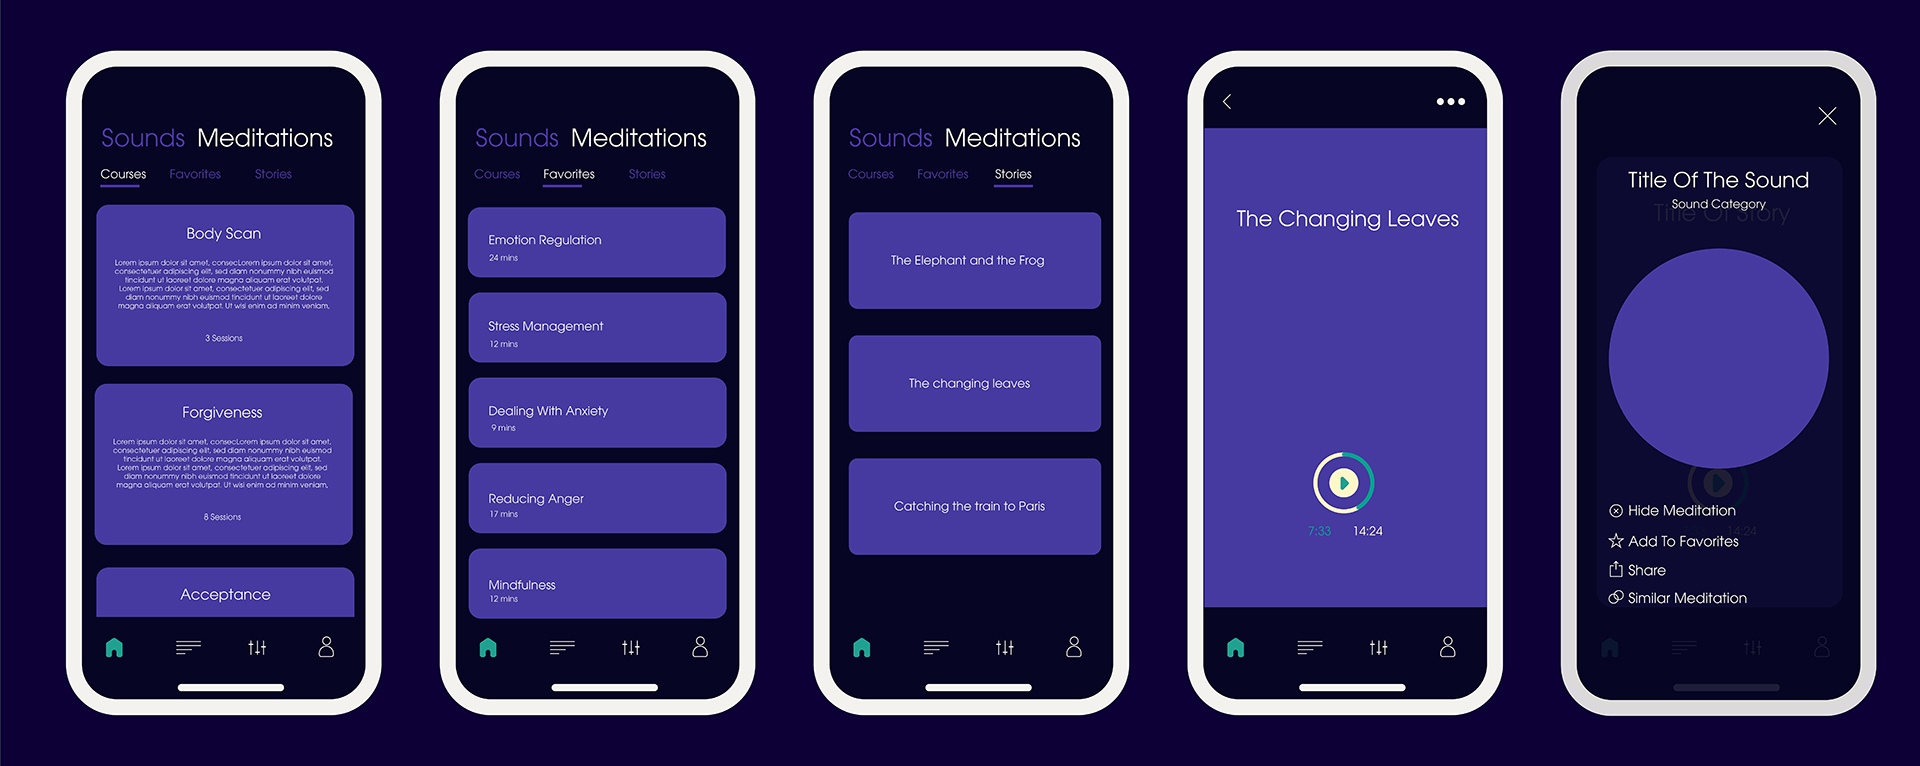 Sounds Meditations
Courses Favorites Stories
Body Scan
Lorem ipsum dolor sit amet, consecLorem ipsum dolor sit amet,
consectetuer adipiscing elit, sed diam nonummy nibh euismod
tincidunt ut laoreet dolore magna aliquam erat volutpat.
Lorem ipsum dolor sit amet, consectetuer adipiscing elit, sed
diam nonummy nibh euismod tincidunt ut laoreet dolore
magna aliquam erat volutpat. Ut wisi enim ad minim veniam,
3 Sessions
Forgiveness
Lorem ipsum dolor sit amet, consecLorem ipsum dolor sit amet,
consectetuer adipiscing elit, sed diam nonummy nibh euismod
tincidunt ut laoreet dolore magna aliquam erat volutpat.
Lorem ipsum dolor sit amet, consectetuer adipiscing elit, sed
diam nonummy nibh euismod tincidunt ut laoreet dolore
magna aliquam erat volutpat. Ut wisi enim ad minim veniam,
8 Sessions
Acceptance
Sounds Meditations
Courses Favorites Stories
Emotion Regulation
24 mins
Stress Management
12 mins
Dealing With Anxiety
9 mins
Reducing Anger
17 mins
Mindfulness
12 mins
Sounds Meditations
Courses Favorites Stories
The Elephant and the Frog
The changing leaves
Catching the train to Paris
The Changing Leaves
7:33 14:24
Title Of The Sound
Sound Category
Title Of Story
Hide Meditation
14:24
Add To Favorites
Share
Similar Meditation